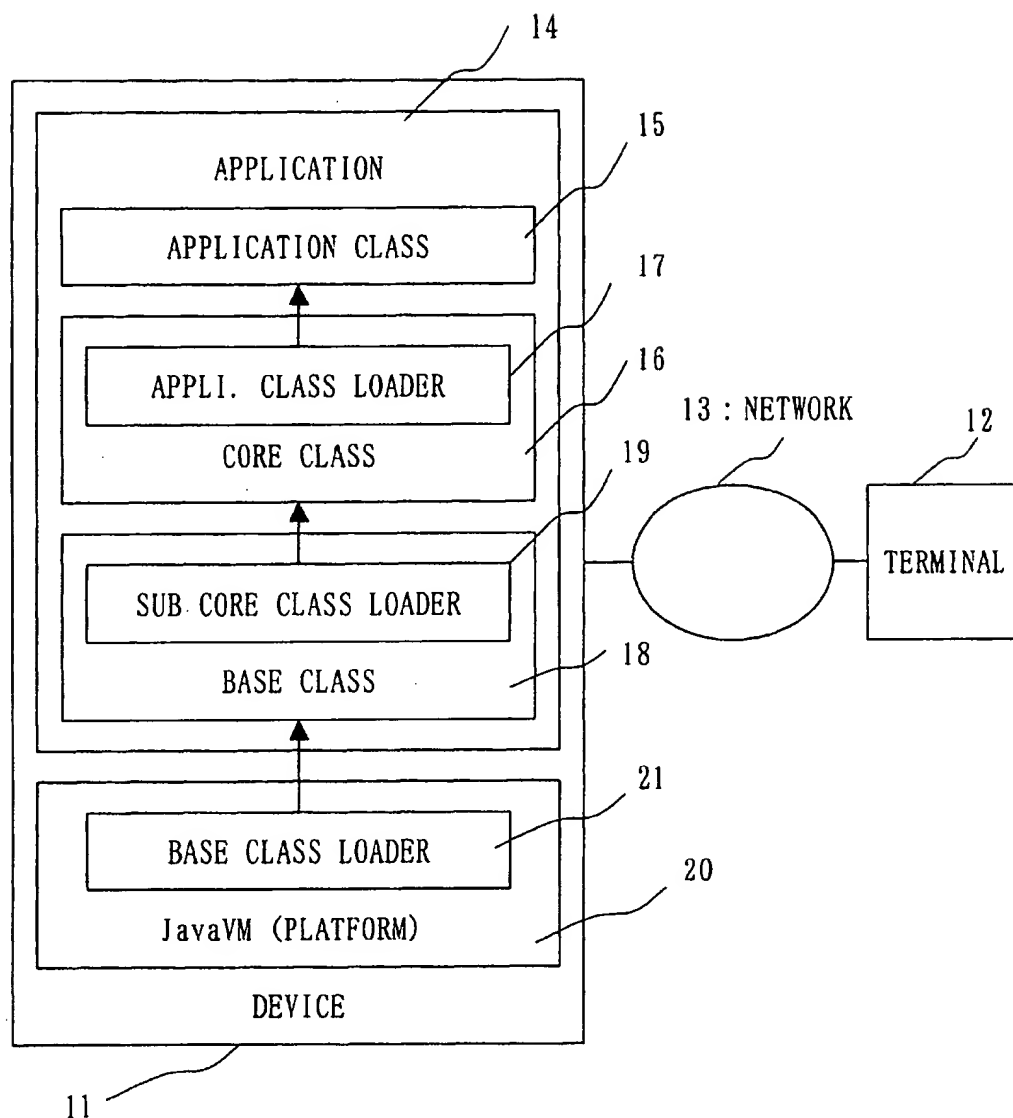 14
15
APPLICATION
APPLICATION CLASS
17
APPLI. CLASS LOADER
16
CORE CLASS
13 : NETWORK
12
19
SUB CORE CLASS LOADER
TERMINAL
18
BASE CLASS
21
BASE CLASS LOADER
20
JavaVM (PLATFORM)
DEVICE
11